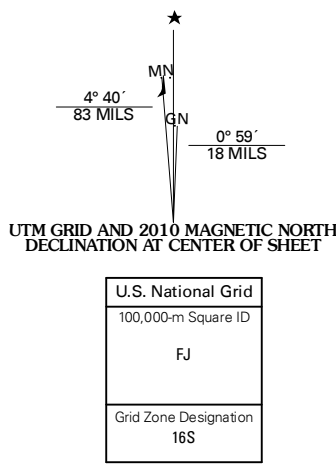 ★
MN
4° 40´
83 MILS
GN
0° 59´
18 MILS
UTM GRID AND 2010 MAGNETIC NORTH
DECLINATION AT CENTER OF SHEET
U.S. National Grid
100,000-m Square ID
FJ
Grid Zone Designation
16S